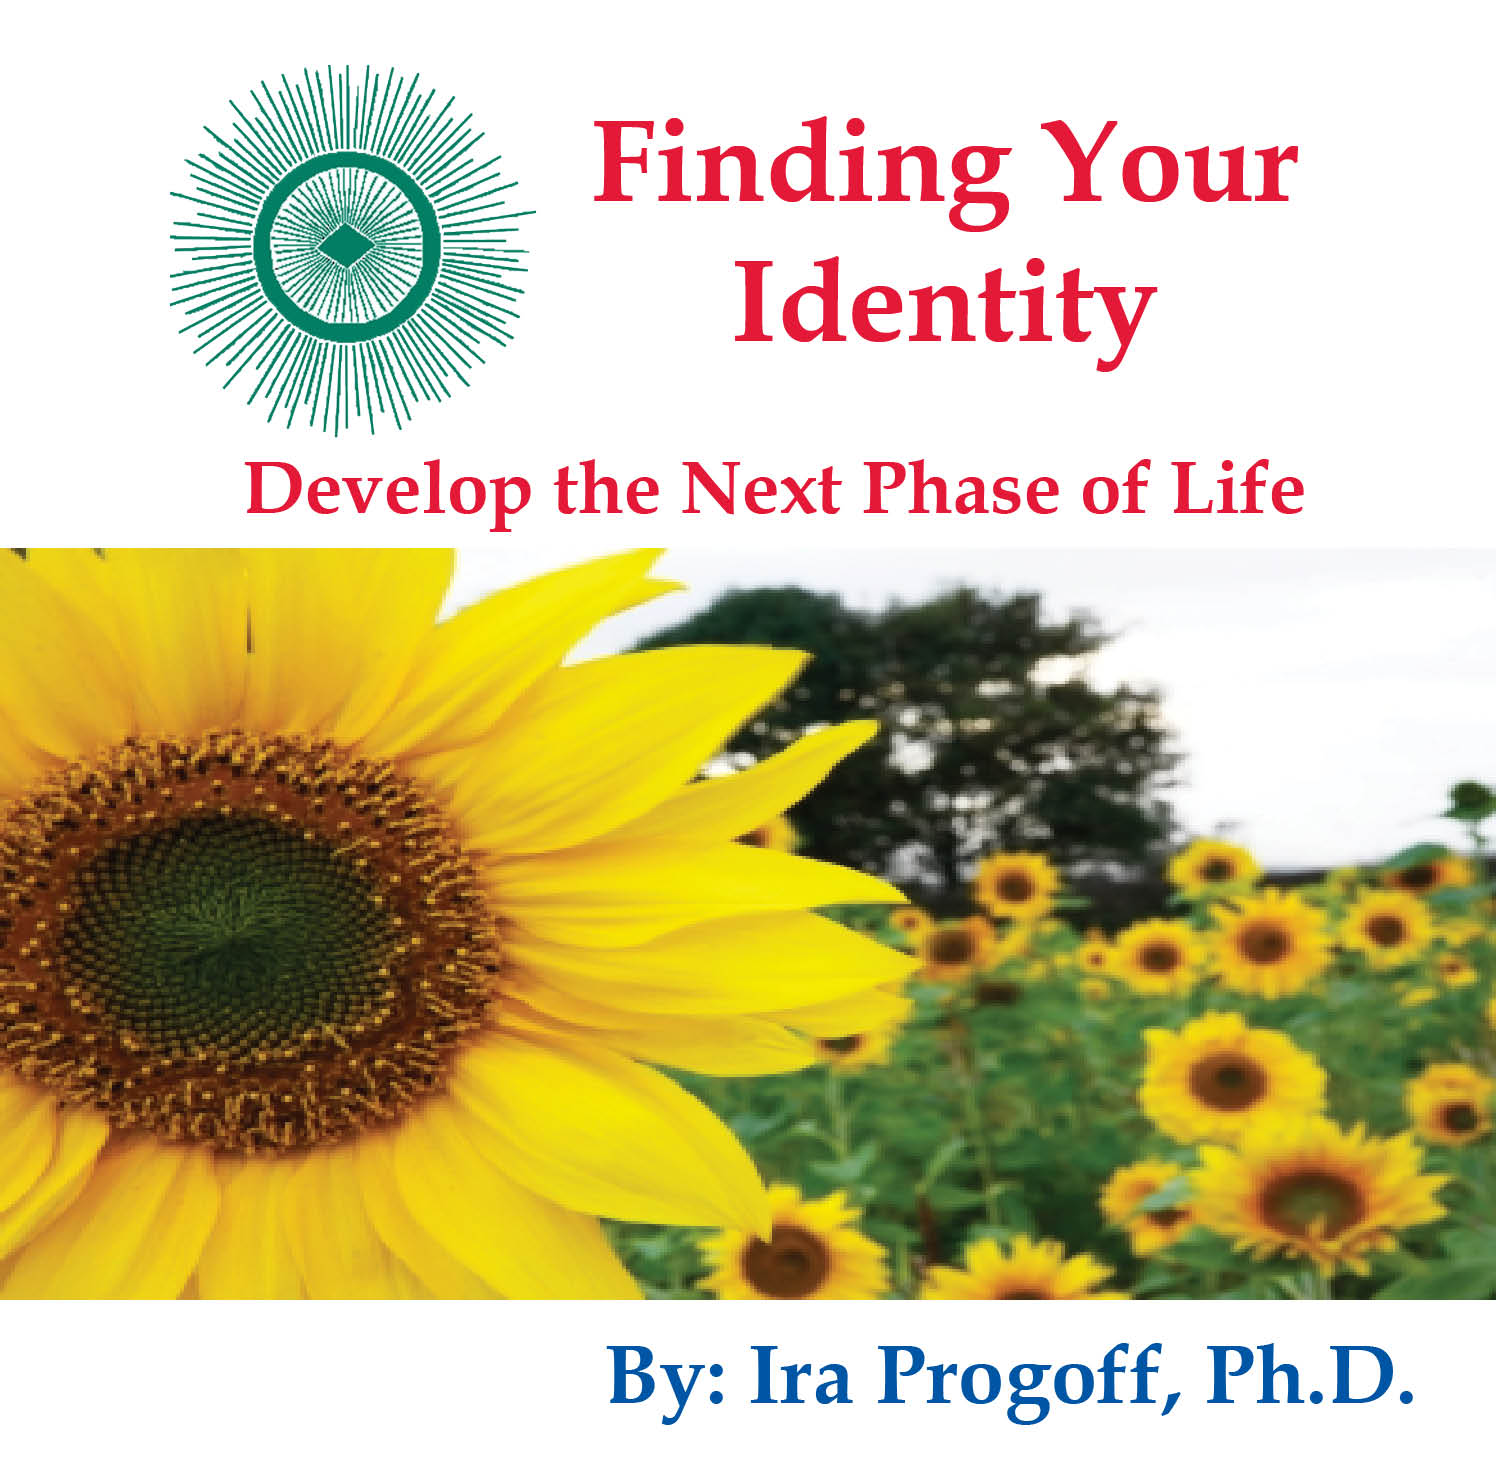 Finding Your
Identity
Develop the Next Phase of Life
By: Ira Progoff, Ph.D.